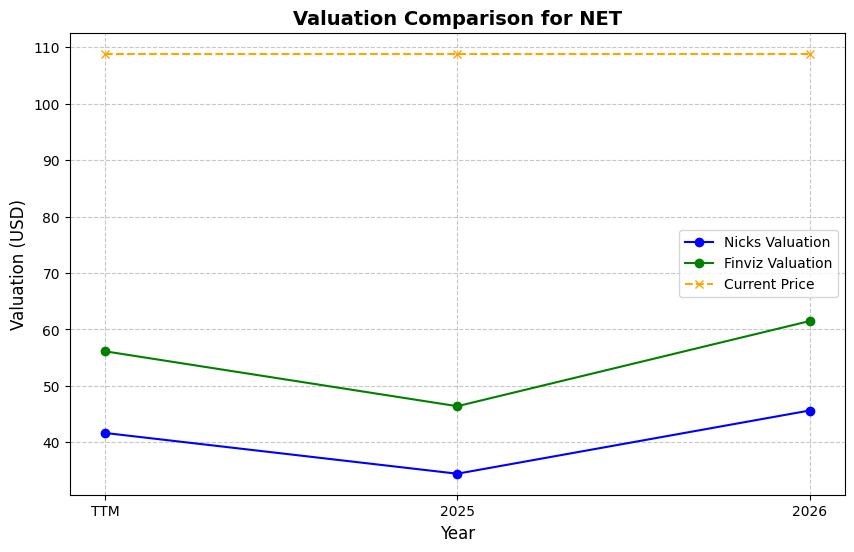 Valuation Comparison for NET
Valuation (USD)
110
100
90
80
70
60
50
40
Nicks Valuation
Finviz Valuation
Current Price
TTM
2025
2026
Year